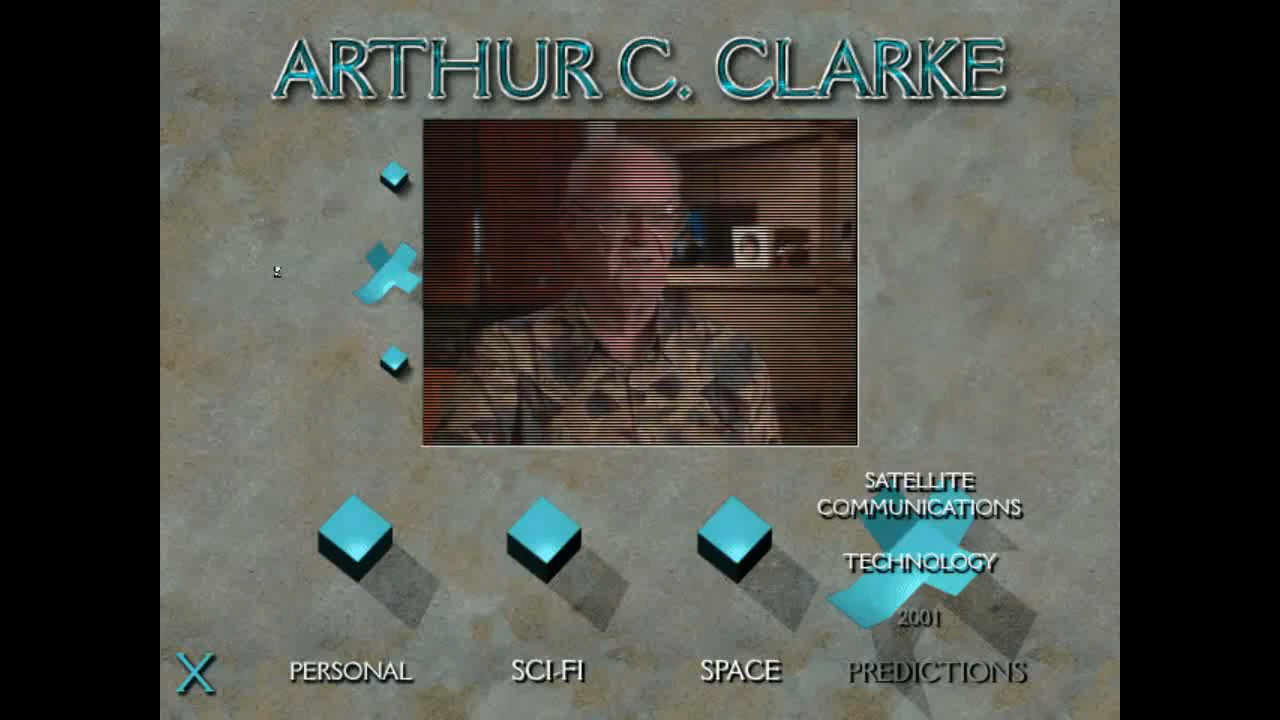 ARTHUR C. CLARKE
SATELLITE
COMMUNICATIONS
TECHNOLOGY
2001
X
PERSONAL
SCI-FI
SPACE
PREDICTIONS